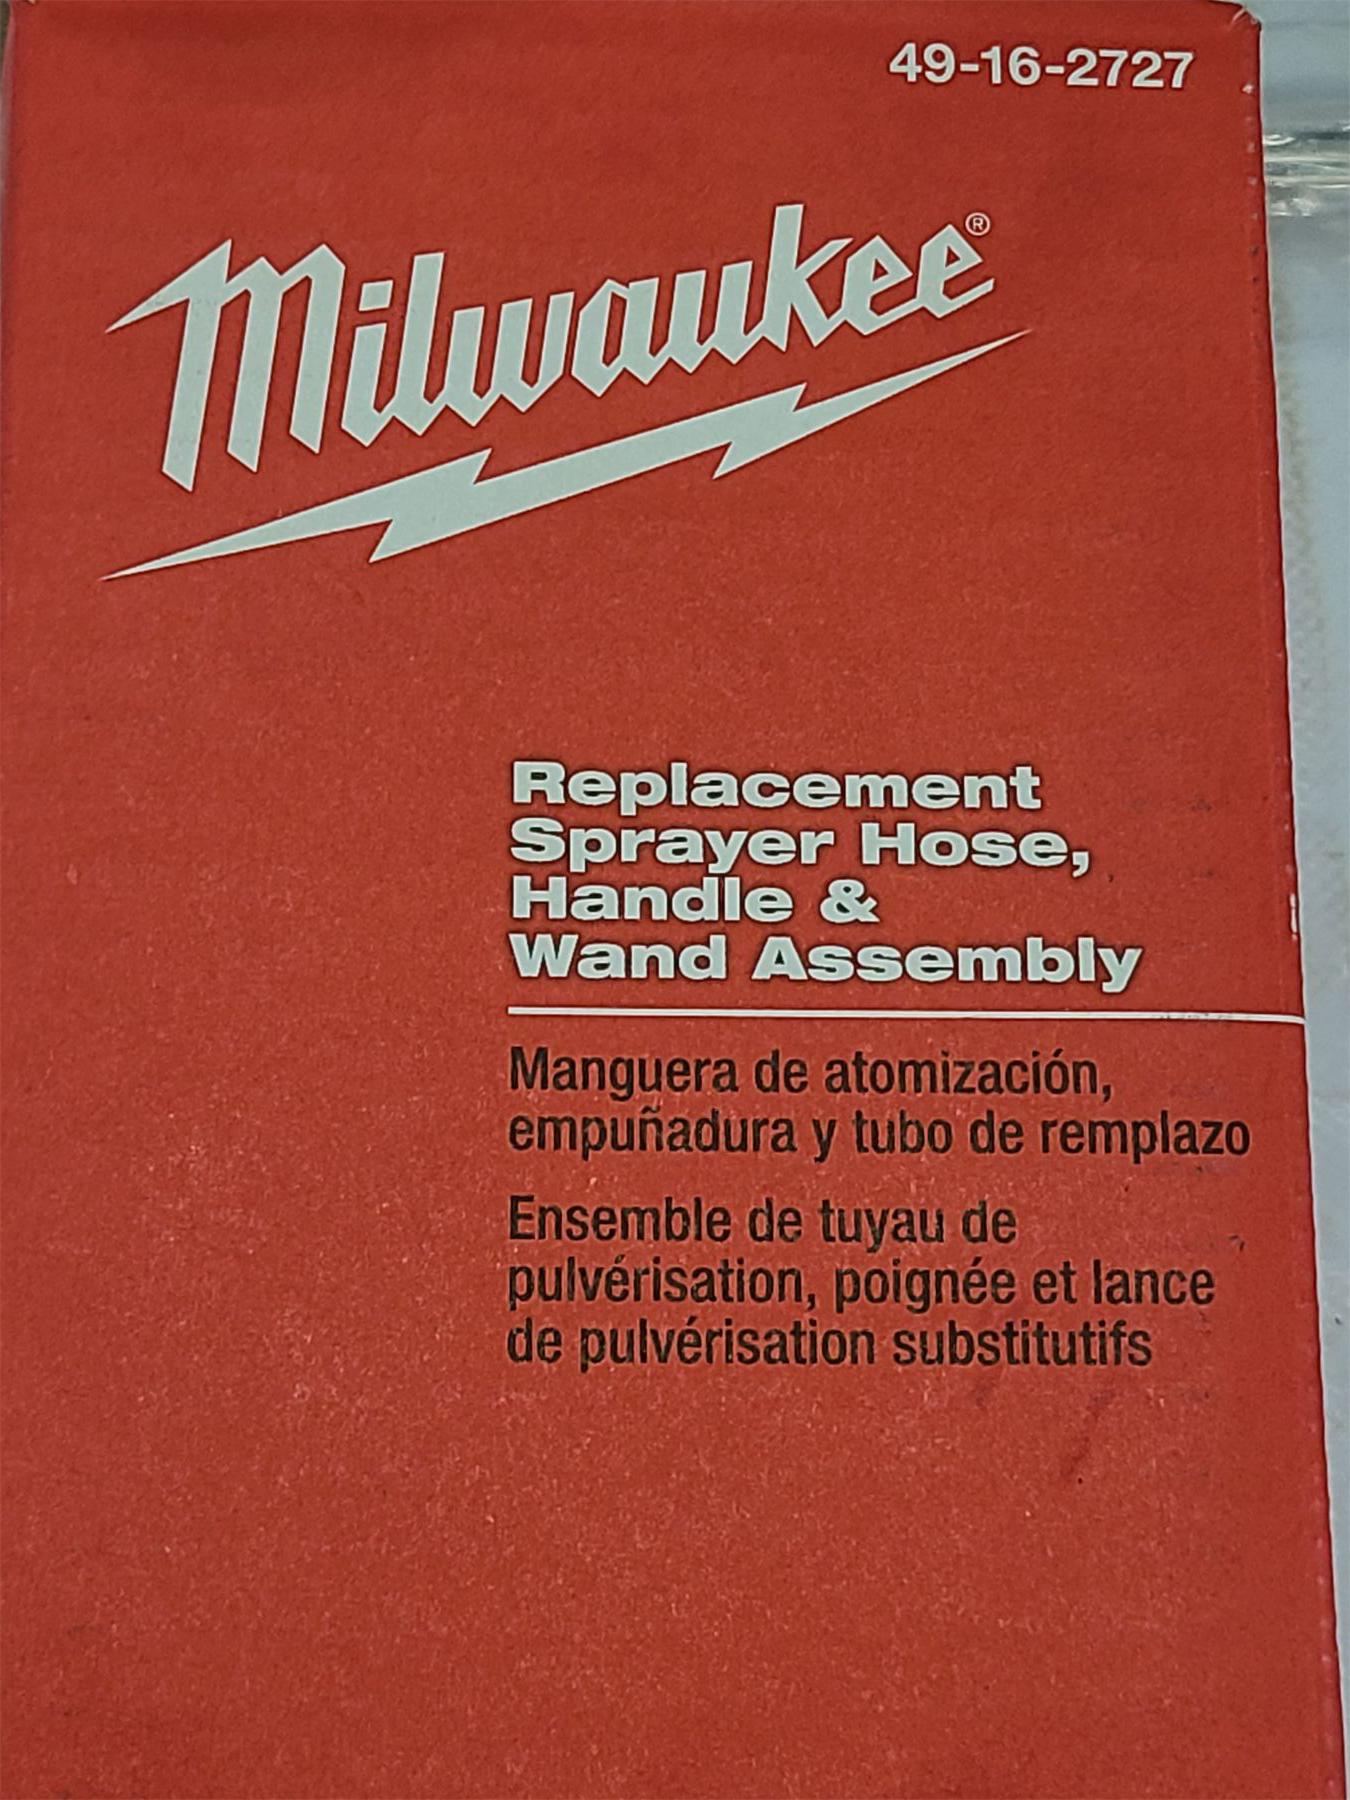 49-16-2727
Milwaukee®
Replacement
Sprayer Hose,
Handle &
Wand Assembly
Manguera de atomización,
empuñadura y tubo de remplazo
Ensemble de tuyau de
pulvérisation, poignée et lance
de pulvérisation substitutifs